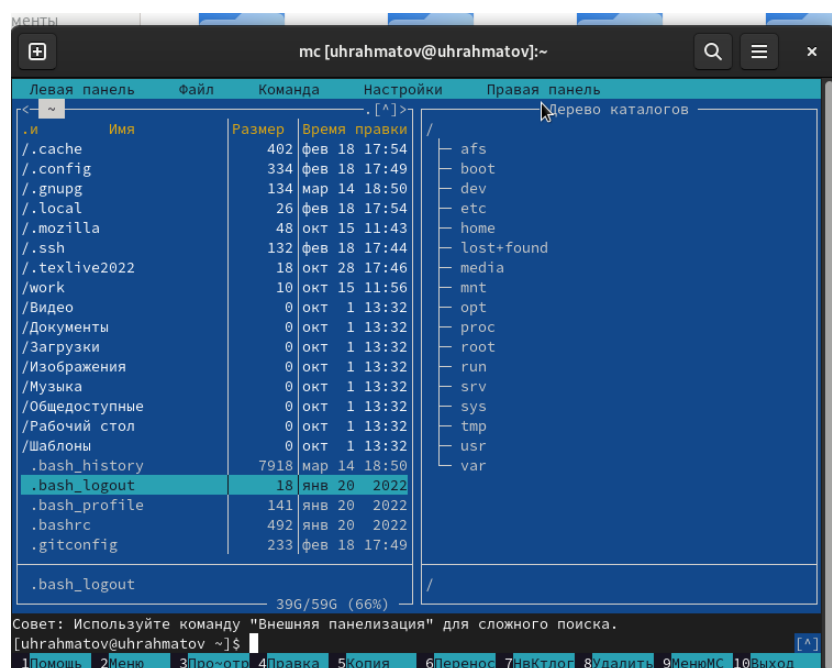 менты
mc [uhrahmatov@uhrahmatov]:~
Левая панель Файл Команда Настройки Правая панель
<─ ~ .[^]>
Дерево каталогов
.и Имя Размер Время правки
/.cache 402 фев 18 17:54
/.config 334 фев 18 17:49
/.gnupg 134 мар 14 18:50
/.local 26 фев 18 17:54
/.mozilla 48 окт 15 11:43
/.ssh 132 фев 18 17:44
/.texlive2022 18 окт 28 17:46
/work 10 окт 15 11:56
/Видео 0 окт 1 13:32
/Документы 0 окт 1 13:32
/Загрузки 0 окт 1 13:32
/Изображения 0 окт 1 13:32
/Музыка 0 окт 1 13:32
/Общедоступные 0 окт 1 13:32
/Рабочий стол 0 окт 1 13:32
/Шаблоны 0 окт 1 13:32
.bash_history 7918 мар 14 18:50
.bash_logout 18 янв 20 2022
.bash_profile 141 янв 20 2022
.bashrc 492 янв 20 2022
.gitconfig 233 фев 18 17:49
.bash_logout
39G/59G (66%)
/
afs
boot
dev
etc
home
lost+found
media
mnt
opt
proc
root
run
srv
sys
tmp
usr
var
/
Совет: Используйте команду "Внешняя панелизация" для сложного поиска.
[uhrahmatov@uhrahmatov ~]$ [^]
1Помощь 2Меню 3Про~отр 4Правка 5Копия 6Перенос 7НвКтлог 8Удалить 9МенюМС 10Выход